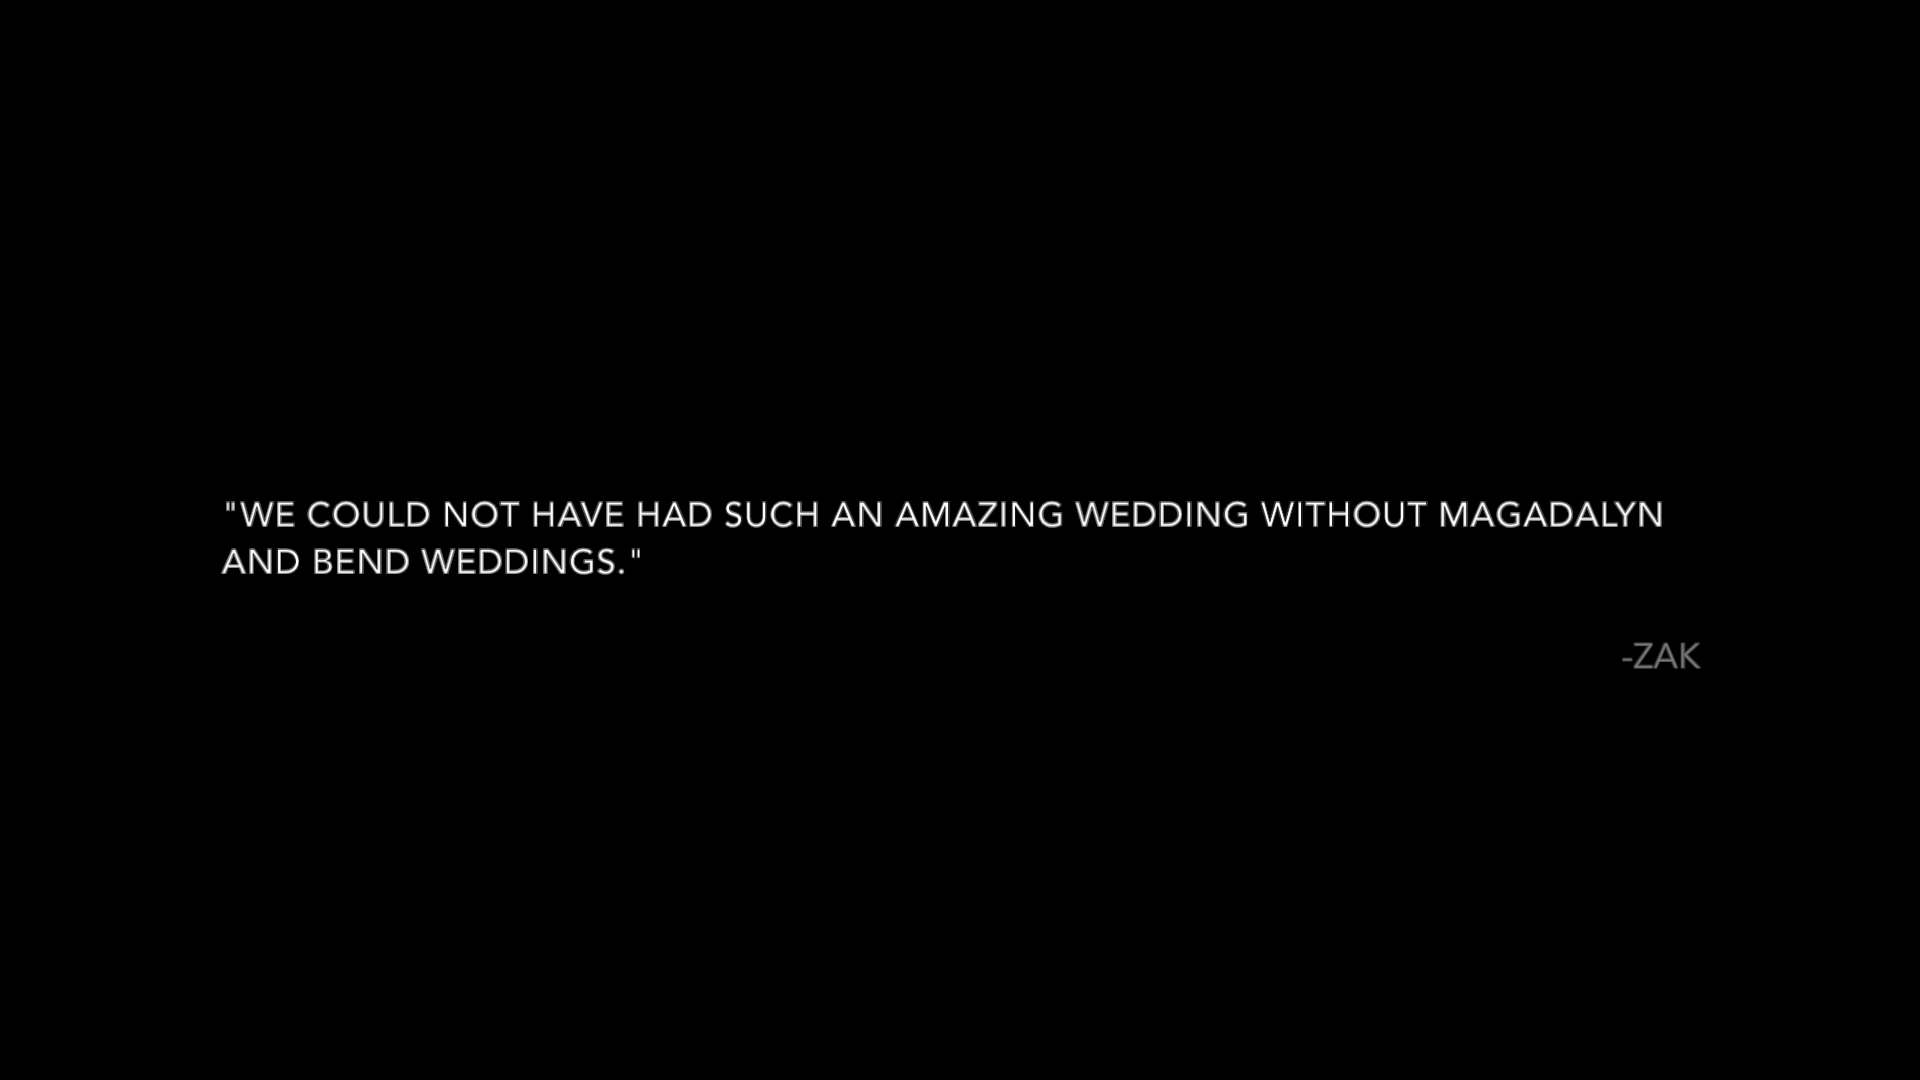 "WE COULD NOT HAVE HAD SUCH AN AMAZING WEDDING WITHOUT MAGADALYN
AND BEND WEDDINGS."
-ZAK